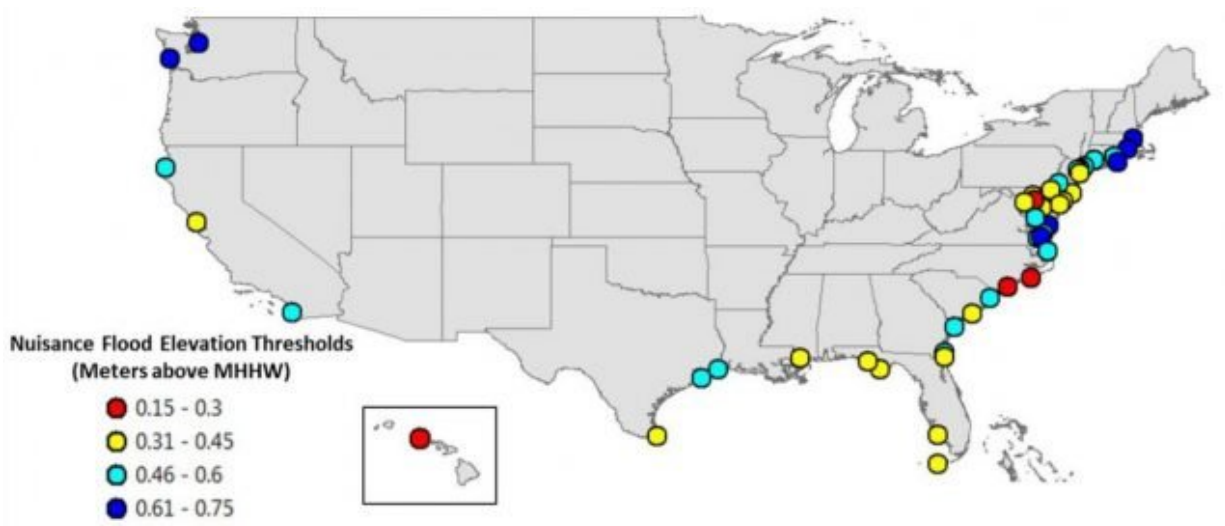 Nuisance Flood Elevation Thresholds
(Meters above MHHW)
0.15 - 0.3
0.31 - 0.45
0.46 - 0.6
0.61 - 0.75